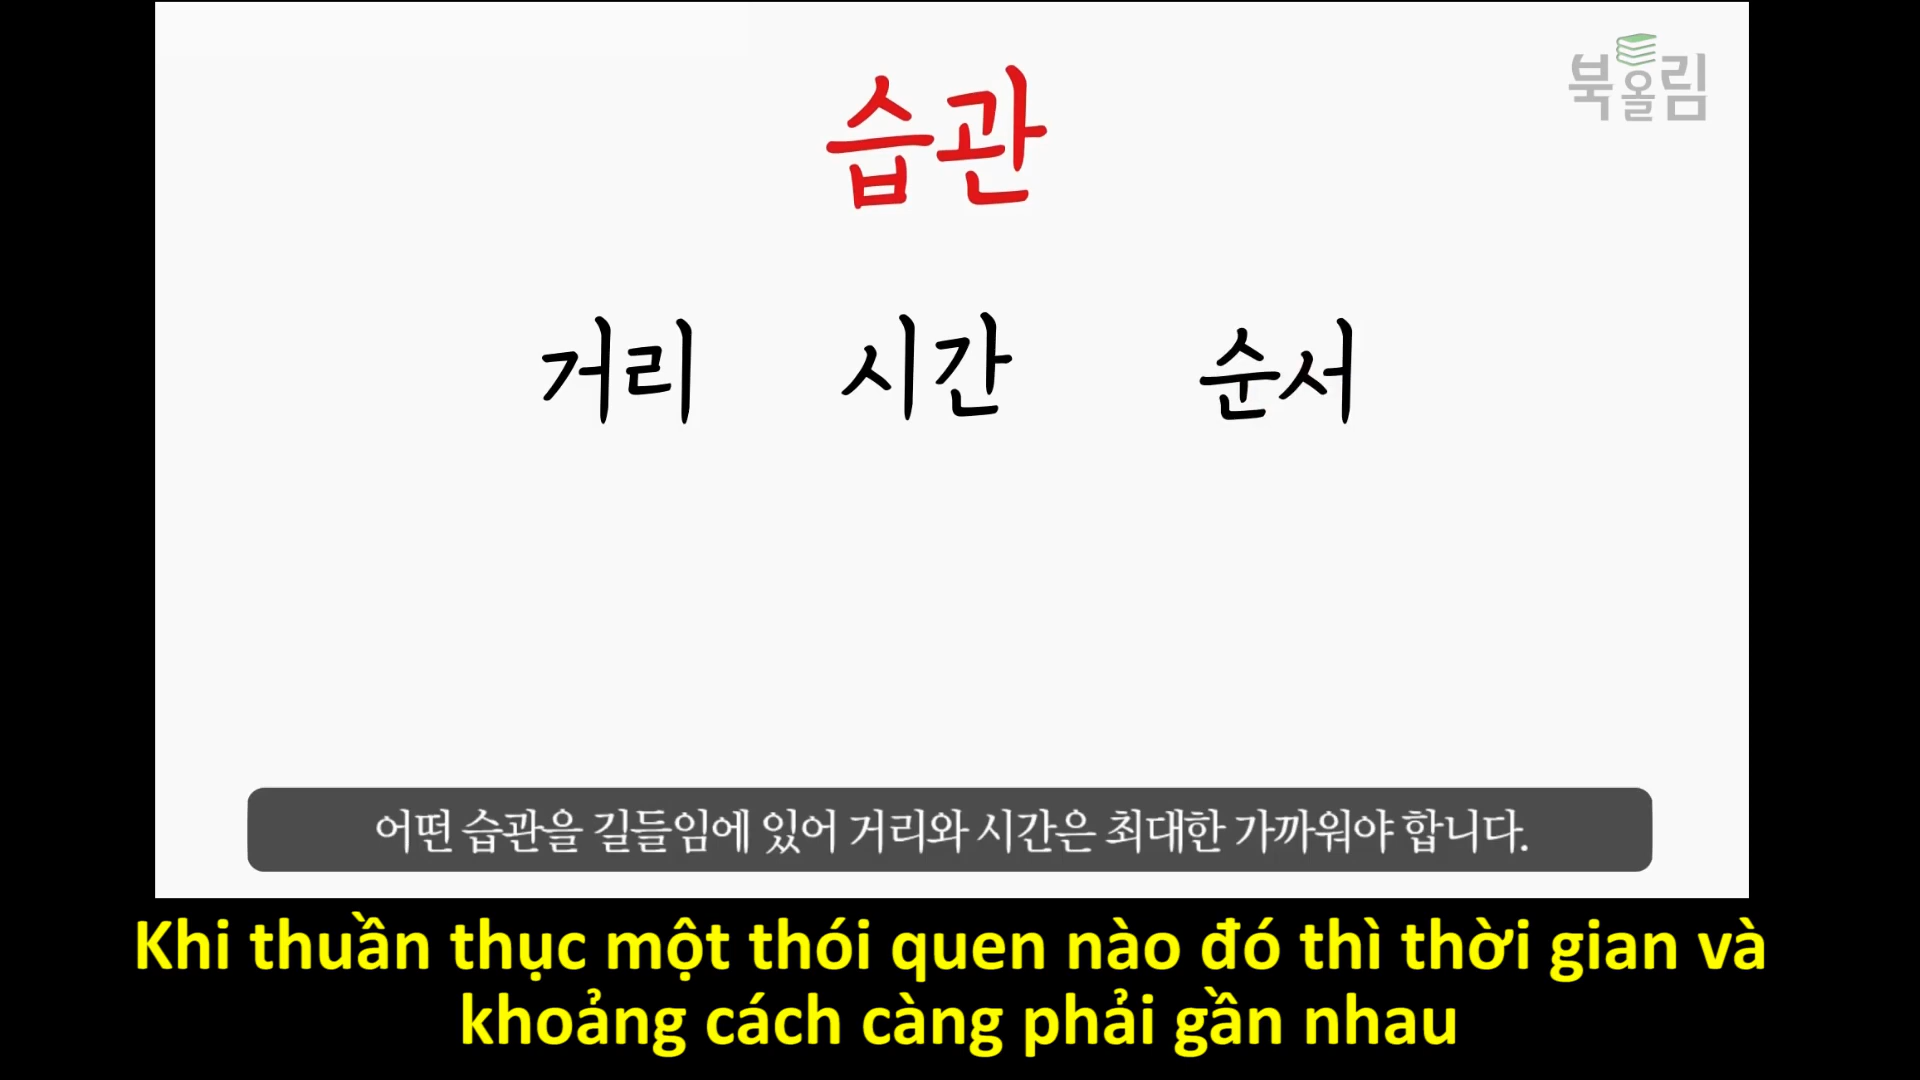 북올림
습관
거리 시간 순서
어떤 습관을 길들임에 있어 거리와 시간은 최대한 가까워야 합니다.
Khi thuần thục một thói quen nào đó thì thời gian và
khoảng cách càng phải gần nhau